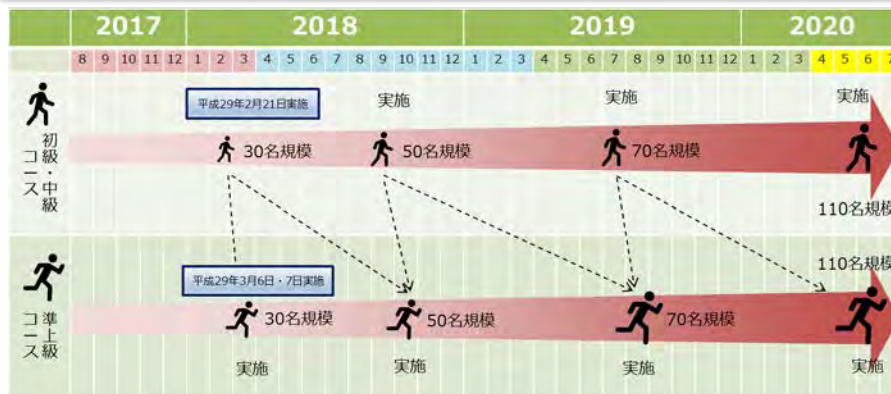 2017 2018 2019 2020
8 9 10 11 12 1 2 3 4 5 6 7 8 9 10 11 12 1 2 3 4 5 6 7 8 9 10 11 12 1 2 3 4 5 6 7
平成29年2月21日実施
実施
実施
実施
初級・中級
コース
30名規模
50名規模
70名規模
110名規模
平成29年3月6日・7日実施
110名規模
準上級
コース
30名規模
50名規模
70名規模
実施
実施
実施
実施